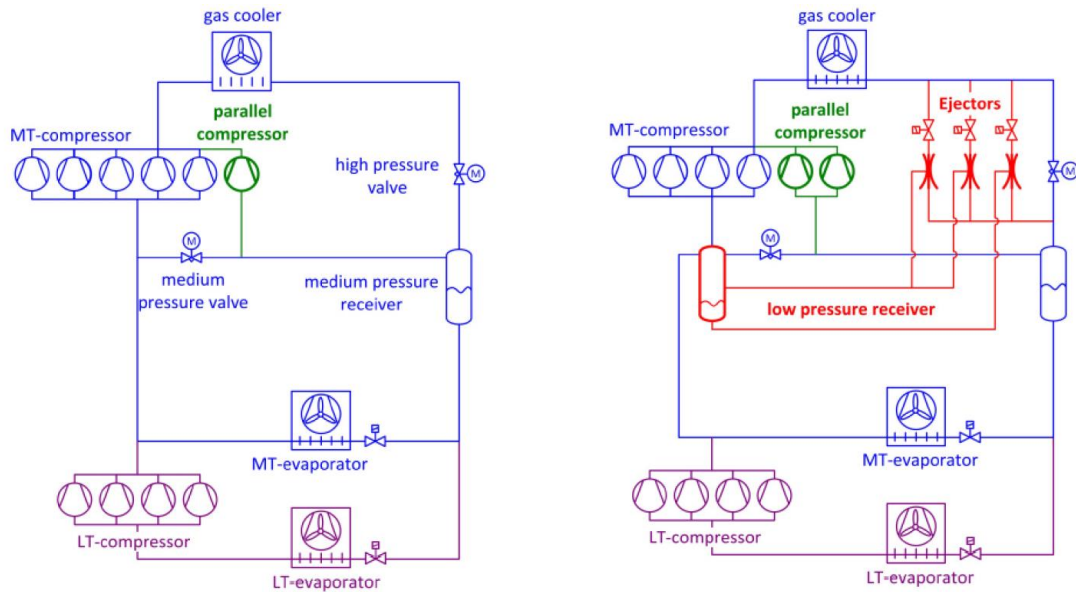 gas cooler
parallel
compressor
MT-compressor
high pressure
valve
M
M
medium
pressure valve
medium pressure
receiver
MT-evaporator
LT-compressor
LT-evaporator
gas cooler
Ejectors
parallel
compressor
MT-compressor
M
M
low pressure receiver
MT-evaporator
LT-compressor
LT-evaporator